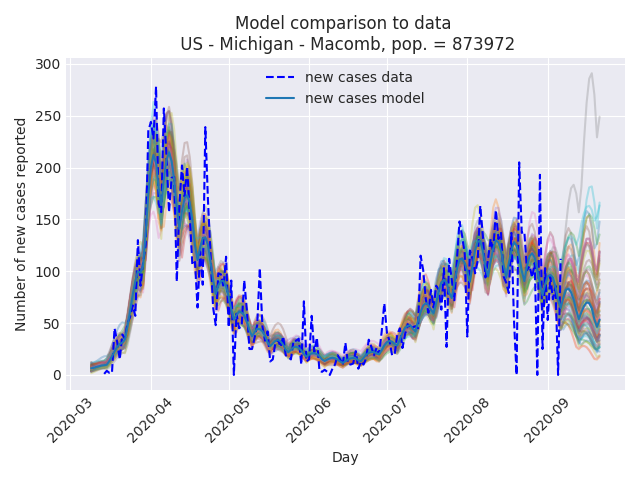 Model comparison to data
US - Michigan - Macomb, pop. = 873972
300
250
200
150
100
50
0
Number of new cases reported
new cases data
new cases model
2020-03
2020-04
2020-05
2020-06
2020-07
2020-08
2020-09
Day